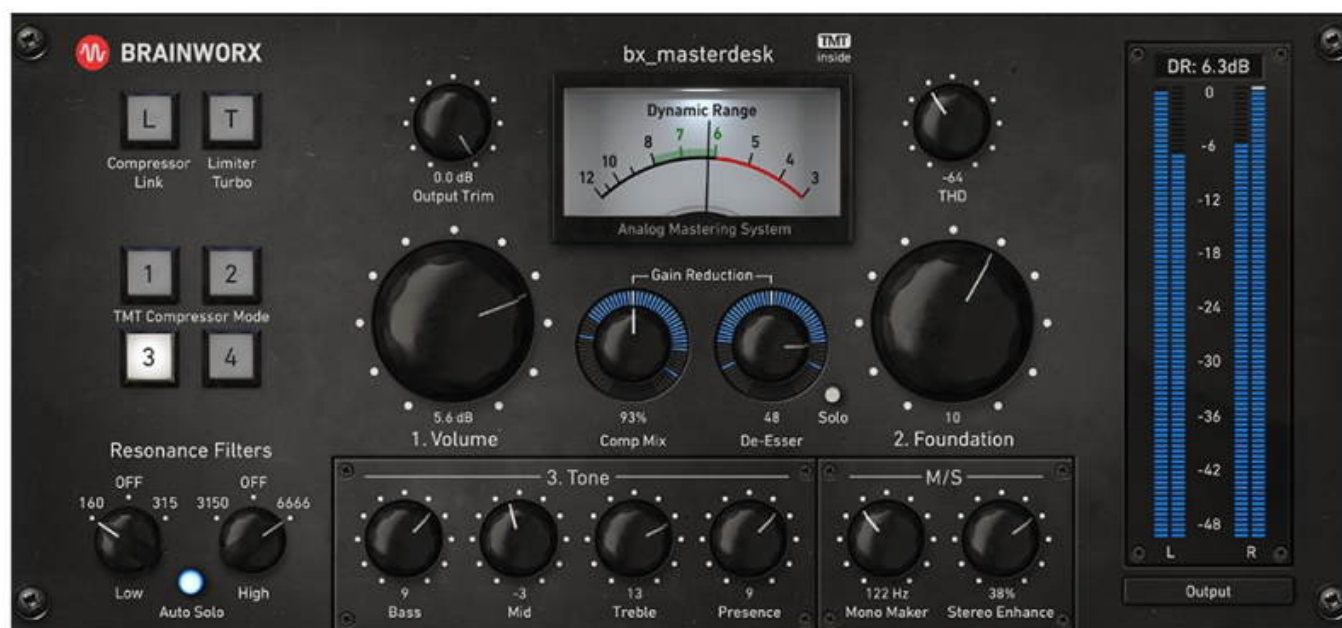 BRAINWORX
bx_masterdesk
TMT
inside
L
T
Compressor
Link
Limiter
Turbo
1
2
TMT Compressor Mode
3
4
Resonance Filters
OFF
160
315
Low
OFF
3150
6666
High
Auto Solo
0.0 dB
Output Trim
Dynamic Range
12
10
8
7
6
5
4
3
Analog Mastering System
-64
THD
5.6 dB
1. Volume
Gain Reduction
93%
Comp Mix
48
De-Esser
Solo
10
2. Foundation
3. Tone
9
Bass
-3
Mid
13
Treble
9
Presence
M/S
122 Hz
Mono Maker
38%
Stereo Enhance
DR: 6.3dB
0
-6
-12
-18
-24
-30
-36
-42
-48
L
R
Output